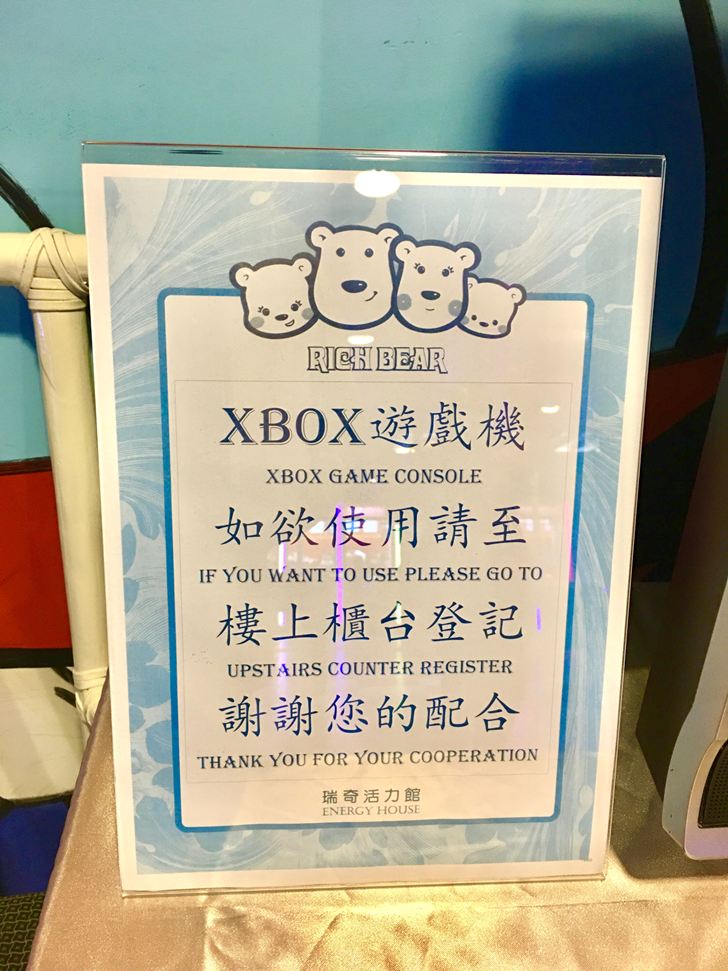 RICH BEAR
XBOX遊戲機
XBOX GAME CONSOLE
如欲使用請至
IF YOU WANT TO USE PLEASE GO TO
樓上櫃台登記
UPSTAIRS COUNTER REGISTER
謝謝您的配合
THANK YOU FOR YOUR COOPERATION
瑞奇活力館
ENERGY HOUSE